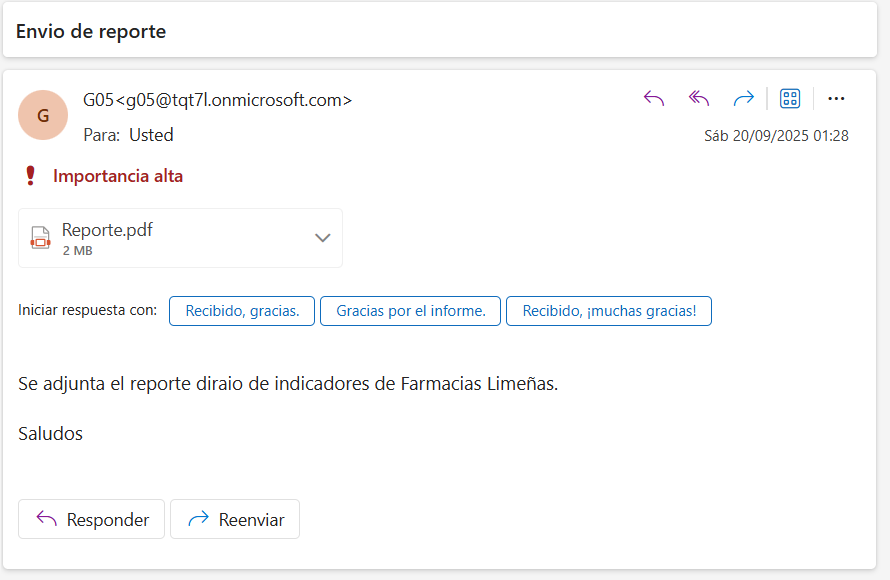 Envio de reporte
G
G05<g05@tqt7l.onmicrosoft.com>
Para: Usted
Sáb 20/09/2025 01:28
Importancia alta
Reporte.pdf
2 MB
Iniciar respuesta con: Recibido, gracias. Gracias por el informe. Recibido, ¡muchas gracias!
Se adjunta el reporte diraio de indicadores de Farmacias Limeñas.
Saludos
Responder Reenviar